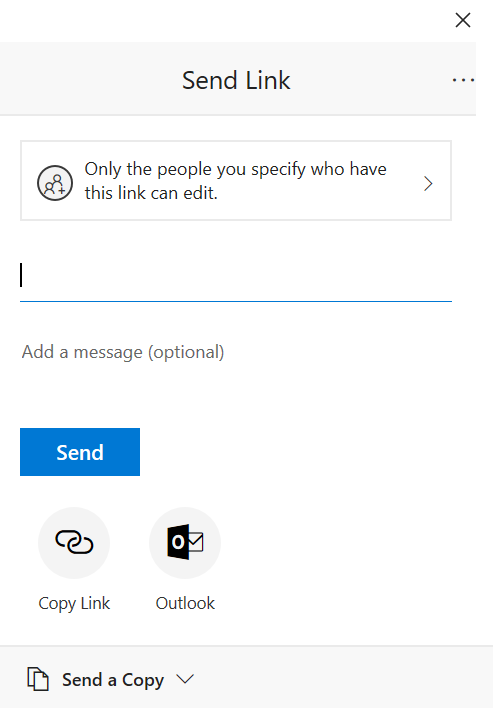 Send Link
Only the people you specify who have
this link can edit.
Add a message (optional)
Send
Copy Link
Outlook
Send a Copy